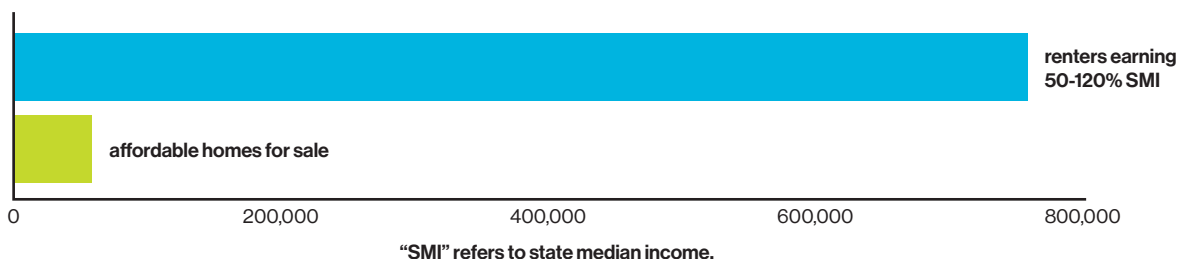 renters earning
50-120% SMI
affordable homes for sale
0 200,000 400,000 600,000 800,000
“SMI” refers to state median income.